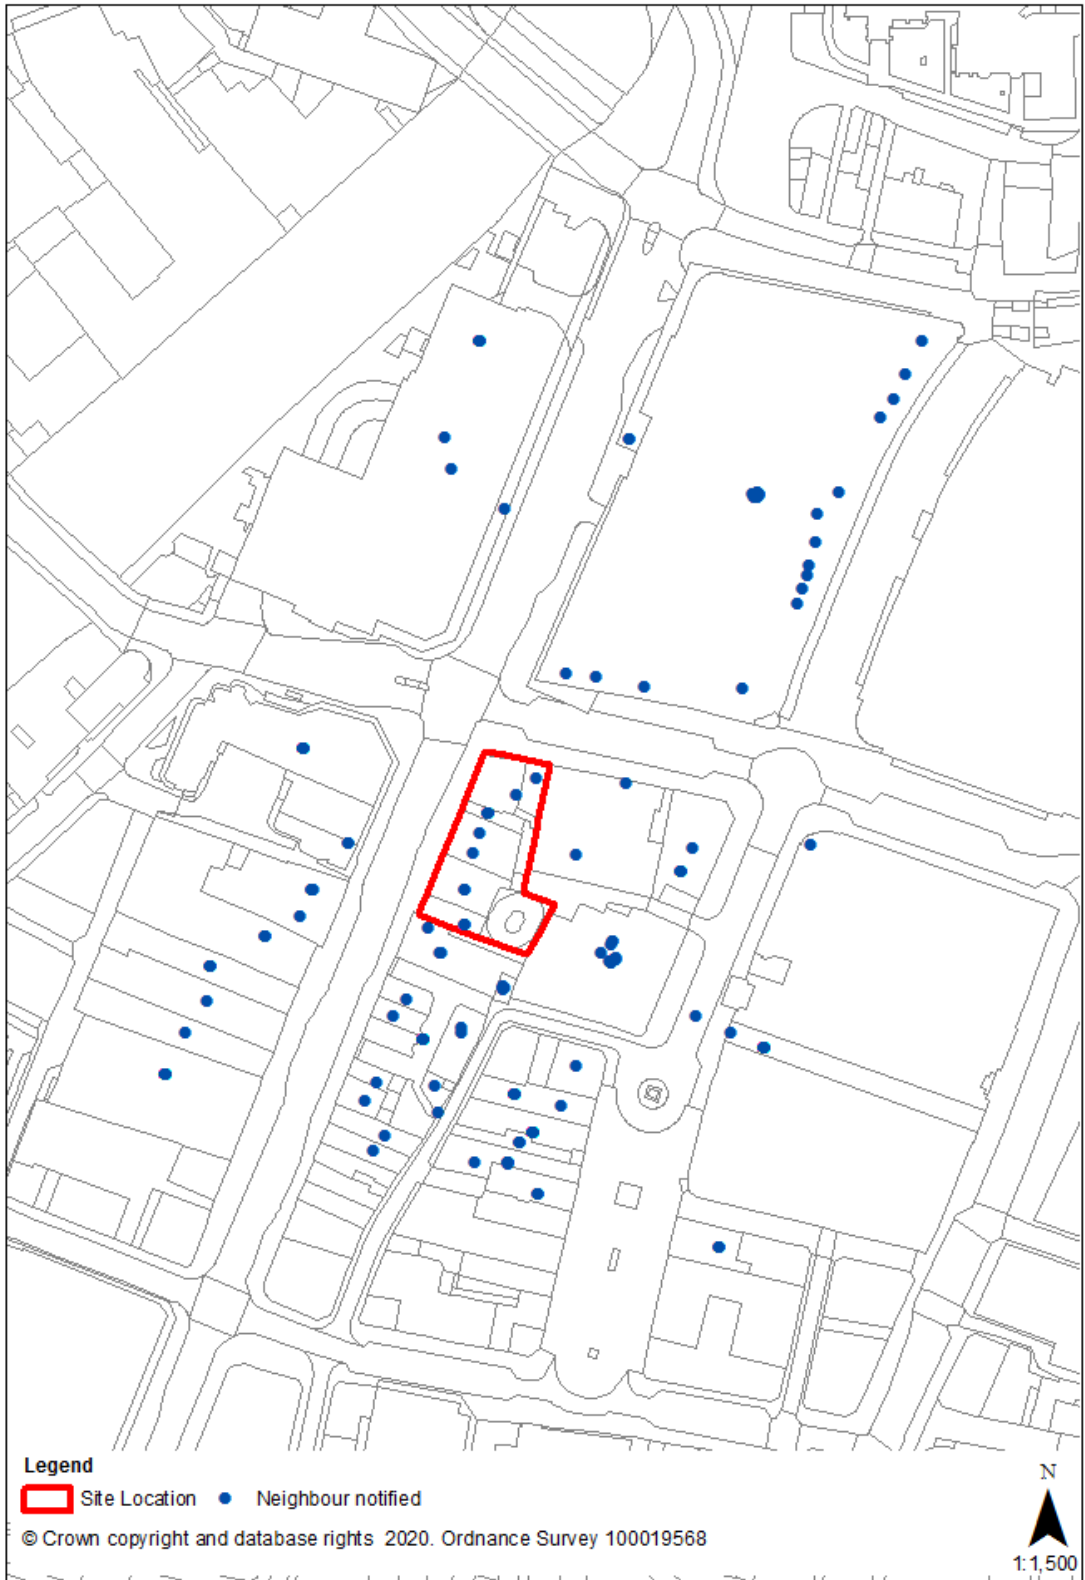 Legend
Site Location Neighbour notified
© Crown copyright and database rights 2020. Ordnance Survey 100019568
N
1:1,500